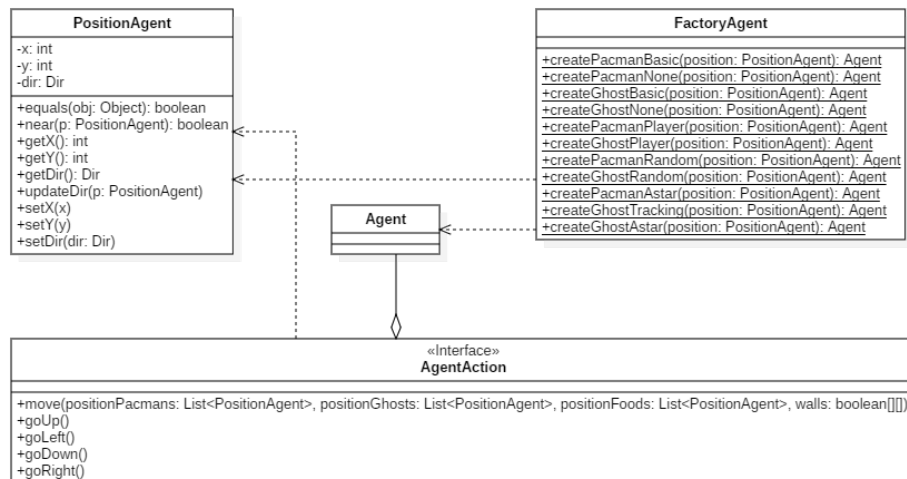 PositionAgent
-x: int
-y: int
-dir: Dir
+equals(obj: Object): boolean
+near(p: PositionAgent): boolean
+getX(): int
+getY(): int
+getDir(): Dir
+updateDir(p: PositionAgent)
+setX(x)
+setY(y)
+setDir(dir: Dir)
FactoryAgent
+createPacmanBasic(position: PositionAgent): Agent
+createPacmanNone(position: PositionAgent): Agent
+createGhostBasic(position: PositionAgent): Agent
+createGhostNone(position: PositionAgent): Agent
+createPacmanPlayer(position: PositionAgent): Agent
+createGhostPlayer(position: PositionAgent): Agent
+createPacmanRandom(position: PositionAgent): Agent
+createGhostRandom(position: PositionAgent): Agent
+createPacmanAstar(position: PositionAgent): Agent
+createGhostTracking(position: PositionAgent): Agent
+createGhostAstar(position: PositionAgent): Agent
Agent
«Interface»
AgentAction
+move(positionPacmans: List<PositionAgent>, positionGhosts: List<PositionAgent>, positionFoods: List<PositionAgent>, walls: boolean[][])
+goUp()
+goLeft()
+goDown()
+goRight()